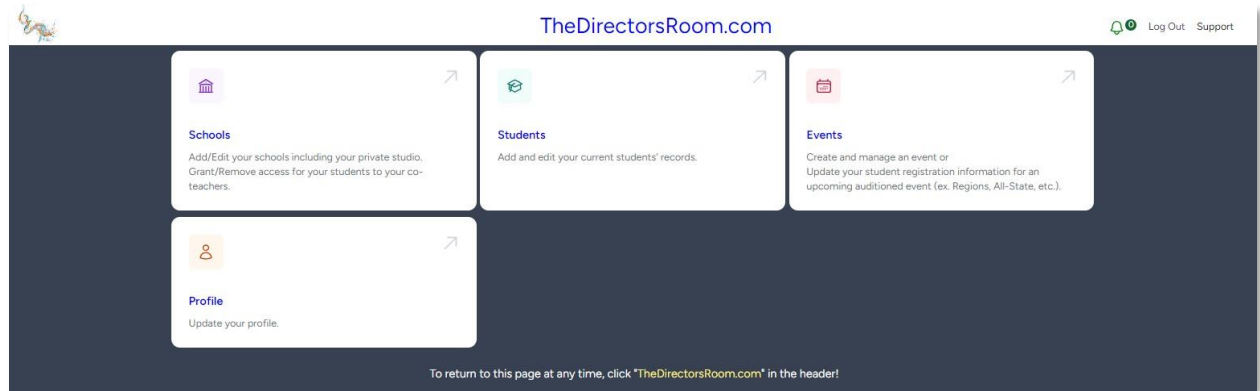 TheDirectorsRoom.com
0
Log Out
Support
Schools
Add/Edit your schools including your private studio.
Grant/Remove access for your students to your co-
teachers.
Students
Add and edit your current students' records.
Events
Create and manage an event or
Update your student registration information for an
upcoming auditioned event (ex. Regions, All-State, etc.).
Profile
Update your profile.
To return to this page at any time, click "TheDirectorsRoom.com" in the header!